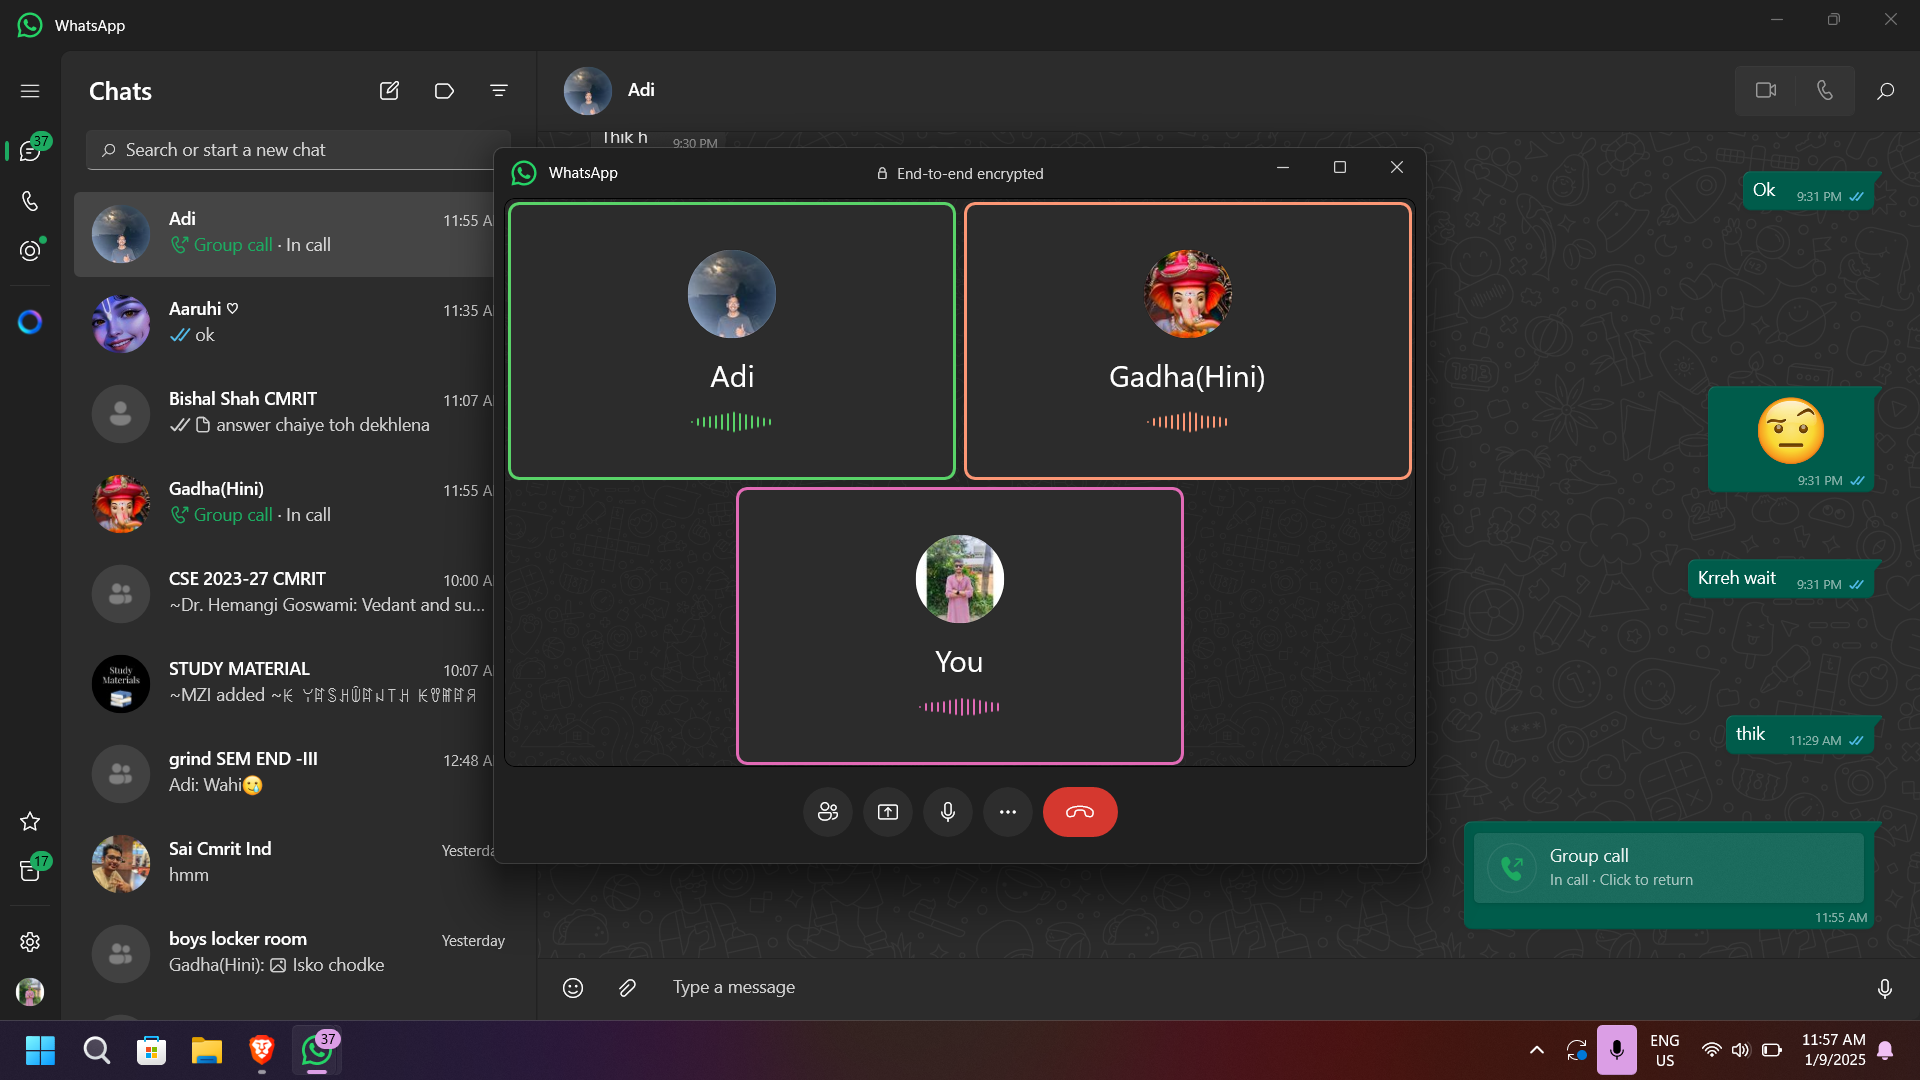 WhatsApp
Chats
Search or start a new chat
37
17
Adi
11:55 A
Group call · In call
Aaruhi ♡
11:35 A
ok
Bishal Shah CMRIT
11:07 A
answer chaiye toh dekhlena
Gadha(Hini)
11:55 A
Group call · In call
CSE 2023-27 CMRIT
10:00 A
~Dr. Hemangi Goswami: Vedant and su...
STUDY MATERIAL
10:07 A
Study
Materials
~MZI added ~
grind SEM END -III
12:48 A
Adi: Wahi🥲
Sai Cmrit Ind
Yesterda
hmm
boys locker room
Yesterday
Gadha(Hini): Isko chodke
Adi
Thik h
9:30 PM
Ok
9:31 PM
🤨
9:31 PM
Krreh wait
9:31 PM
thik
11:29 AM
Group call
In call · Click to return
11:55 AM
Type a message
WhatsApp
End-to-end encrypted
Adi
Gadha(Hini)
You
37
ENG
US
11:57 AM
1/9/2025